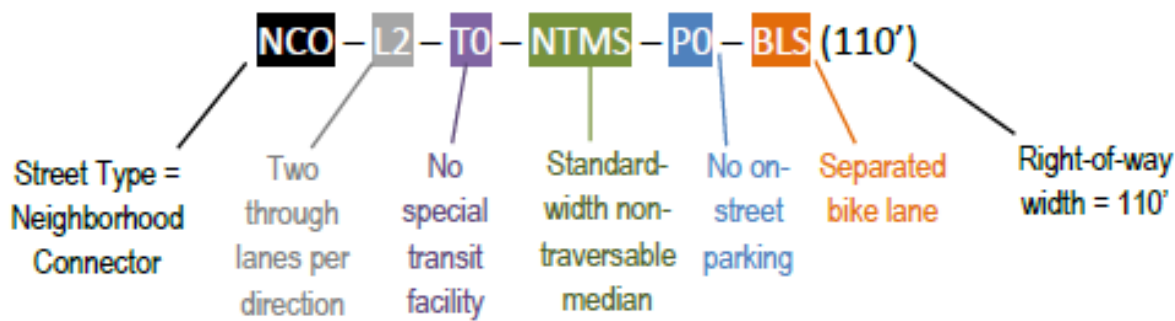 NCO – L2 – T0 – NTMS – P0 – BLS (110')
Street Type =
Neighborhood
Connector
Two
through
lanes per
direction
No
special
transit
facility
Standard-
width non-
traversable
median
No on-
street
parking
Separated
bike lane
Right-of-way
width = 110'